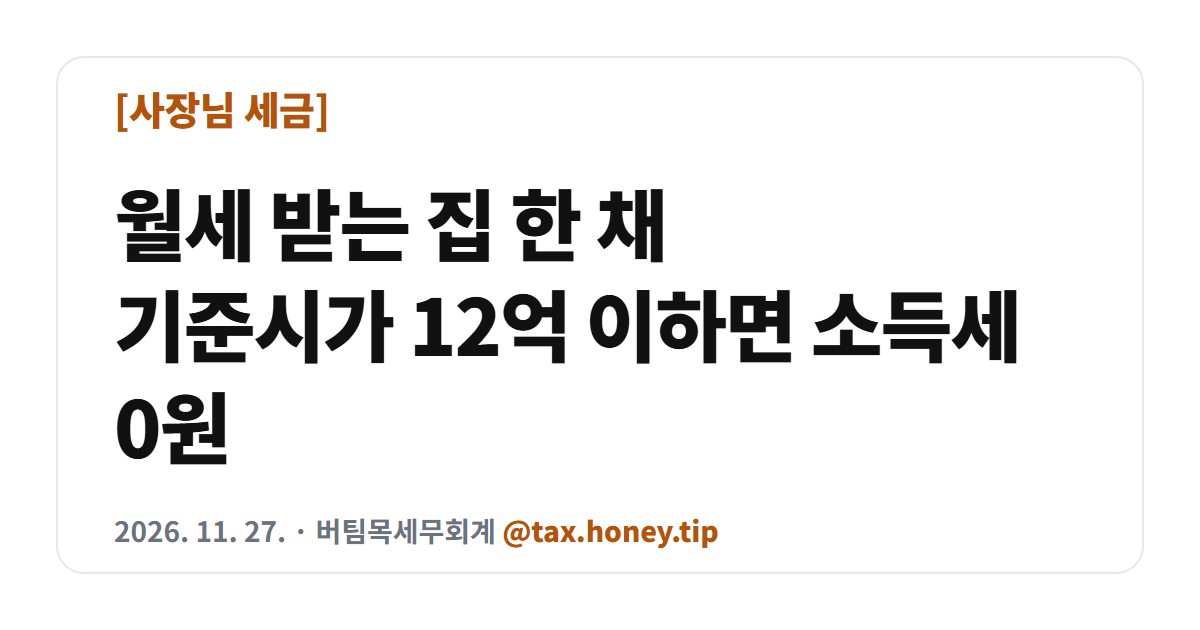 [사장님 세금]
월세 받는 집 한 채
기준시가 12억 이하면 소득세
0원
2026. 11. 27. · 버팀목세무회계 @tax.honey.tip